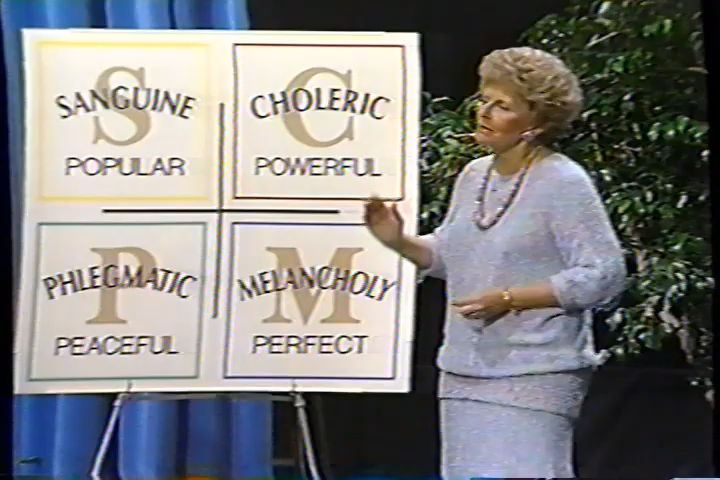 S
SANGUINE
POPULAR
C
CHOLERIC
POWERFUL
P
PHLEGMATIC
PEACEFUL
M
MELANCHOLY
PERFECT